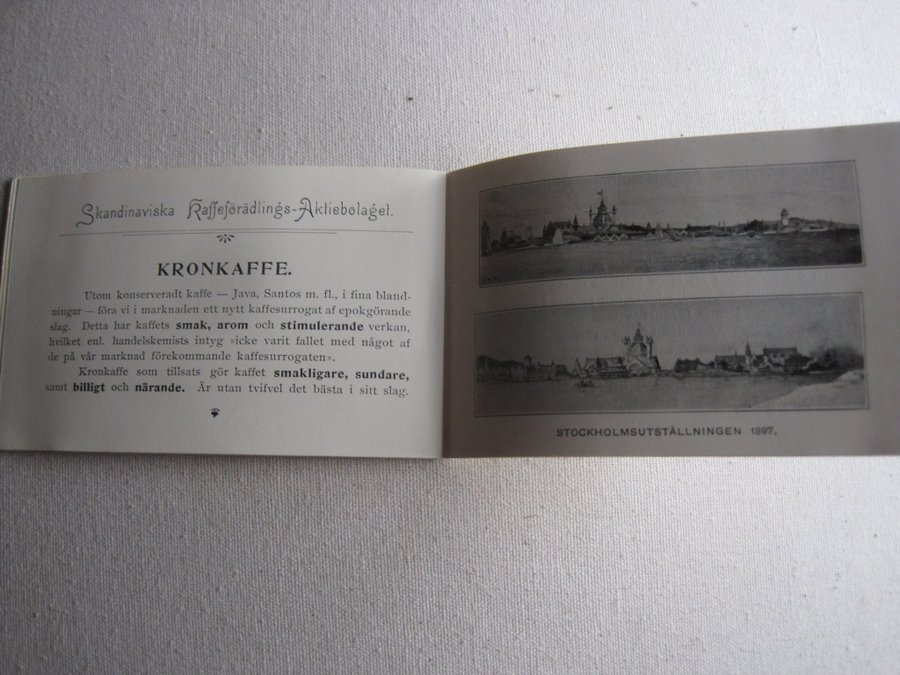 Skandinaviska Kaffeförädlings-Aktiebolaget.
KRONKAFFE.
Utom konserveradt kaffe — Java, Santos m. fl., i fina bland-
ningar — föra vi i marknaden ett nytt kaffesurrogat af epokgörande
slag. Detta har kaffets smak, arom och stimulerande verkan,
hvilket enl. handelskemists intyg »icke varit fallet med något af
de på vår marknad förekommande kaffesurrogaten».
Kronkaffe som tillsats gör kaffet smakligare, sundare,
samt billigt och närande. Är utan tvifvel det bästa i sitt slag.
STOCKHOLMSUTSTÄLLNINGEN 1897.